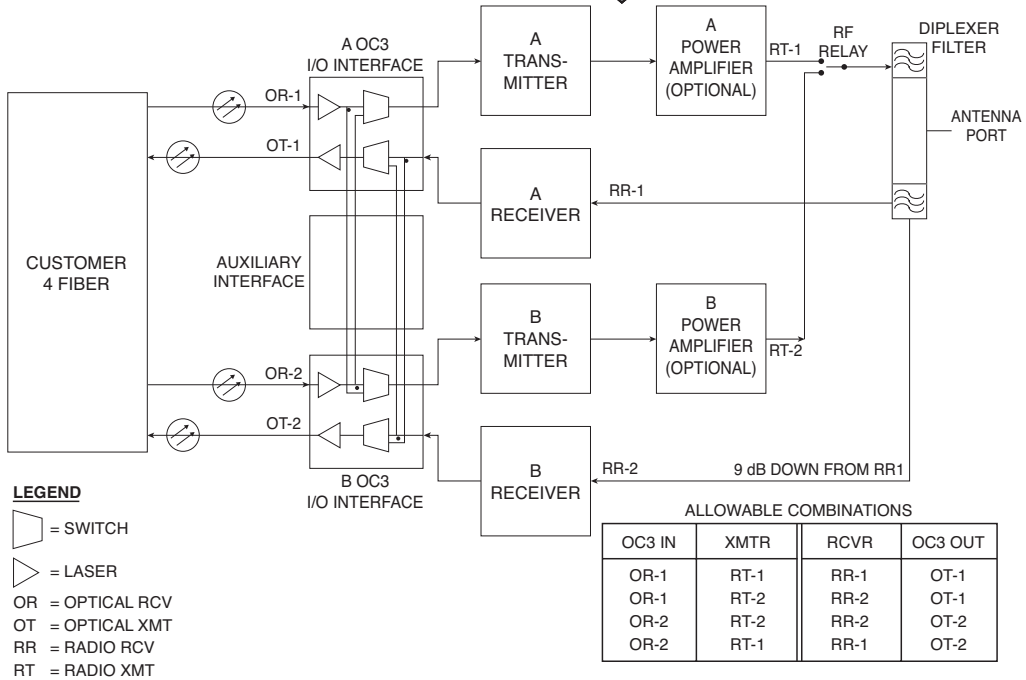 A OC3
I/O INTERFACE
A
TRANS-
MITTER
A
POWER
AMPLIFIER
(OPTIONAL)
RT-1
RF
RELAY
DIPLEXER
FILTER
ANTENNA
PORT
OR-1
OT-1
A
RECEIVER
RR-1
CUSTOMER
4 FIBER
AUXILIARY
INTERFACE
B
TRANS-
MITTER
B
POWER
AMPLIFIER
(OPTIONAL)
RT-2
OR-2
OT-2
B OC3
I/O INTERFACE
B
RECEIVER
RR-2
9 dB DOWN FROM RR1
LEGEND
= SWITCH
= LASER
OR = OPTICAL RCV
OT = OPTICAL XMT
RR = RADIO RCV
RT = RADIO XMT
ALLOWABLE COMBINATIONS
OC3 IN XMTR RCVR OC3 OUT
OR-1 RT-1 RR-1 OT-1
OR-1 RT-2 RR-2 OT-1
OR-2 RT-2 RR-2 OT-2
OR-2 RT-1 RR-1 OT-2